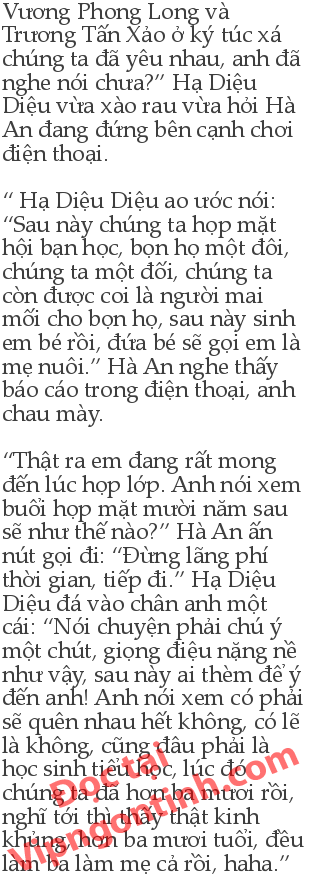 Vương Phong Long và
Trương Tấn Xảo ở ký túc xá
chúng ta đã yêu nhau, anh đã
nghe nói chưa?” Hạ Diệu
Diệu vừa xào rau vừa hỏi Hà
An đang đứng bên cạnh chơi
điện thoại.
“ Hạ Diệu Diệu ao ước nói:
“Sau này chúng ta họp mặt
hội bạn học, bọn họ một đôi,
chúng ta một đối, chúng ta
còn được coi là người mai
mối cho bọn họ, sau này sinh
em bé rồi, đứa bé sẽ gọi em là
mẹ nuôi.” Hà An nghe thấy
báo cáo trong điện thoại, anh
chau mày.
“Thật ra em đang rất mong
đến lúc họp lớp. Anh nói xem
buổi họp mặt mười năm sau
sẽ như thế nào?” Hà An ấn
nút gọi đi: “Đừng lãng phí
thời gian, tiếp đi.” Hạ Diệu
Diệu đá vào chân anh một
cái: “Nói chuyện phải chú ý
một chút, giọng điệu nặng nề
như vậy, sau này ai thèm để ý
đến anh! Anh nói xem có phải
sẽ quên nhau hết không, có lẽ
là không, cũng đâu phải là
học sinh tiểu học, lúc đó
chúng ta đã hơn ba mươi rồi,
nghĩ tới thì thấy thật kinh
khủng, hơn ba mươi tuổi, đều
làm ba làm mẹ cả rồi, haha.”
Đọc tại
Vipngontinh.com